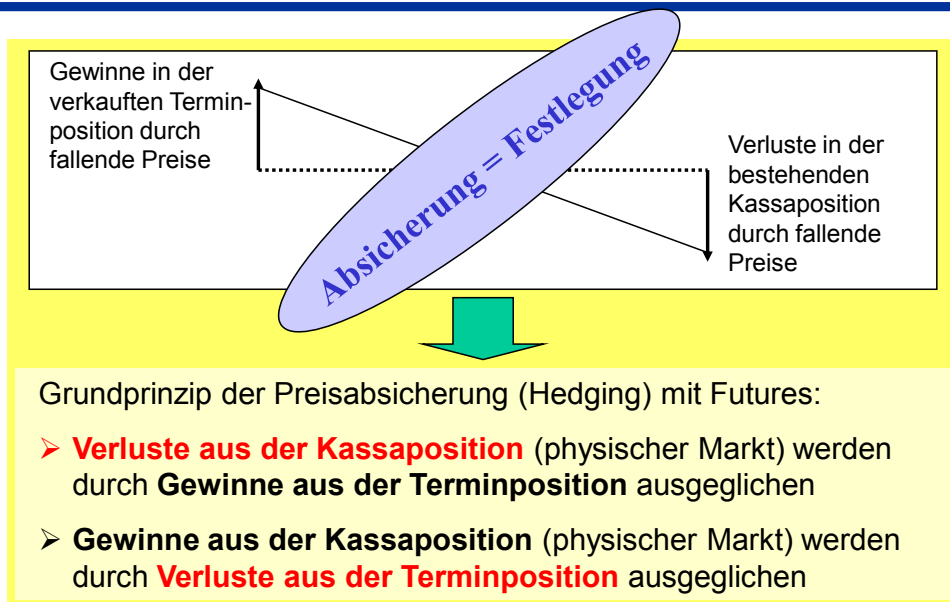 Gewinne in der
verkauften Termin-
position durch
fallende Preise
Absicherung = Festlegung
Verluste in der
bestehenden
Kassaposition
durch fallende
Preise
Grundprinzip der Preisabsicherung (Hedging) mit Futures:
➢ Verluste aus der Kassaposition (physischer Markt) werden
durch Gewinne aus der Terminposition ausgeglichen
➢ Gewinne aus der Kassaposition (physischer Markt) werden
durch Verluste aus der Terminposition ausgeglichen